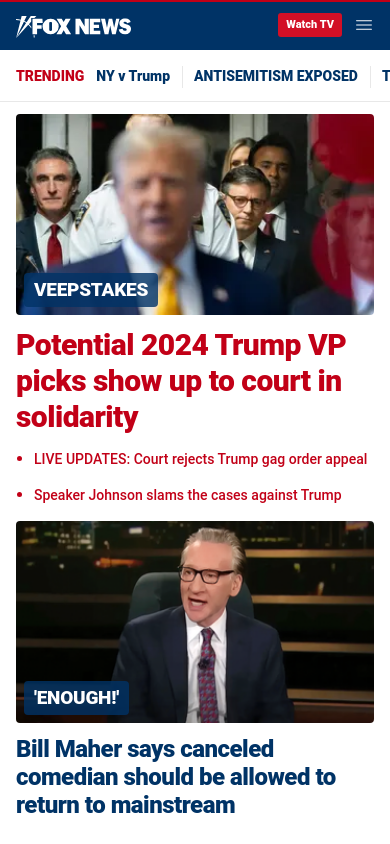 FOX NEWS
Watch TV
TRENDING NY v Trump ANTISEMITISM EXPOSED T
VEEPSTAKES
Potential 2024 Trump VP
picks show up to court in
solidarity
LIVE UPDATES: Court rejects Trump gag order appeal
Speaker Johnson slams the cases against Trump
'ENOUGH!'
Bill Maher says canceled
comedian should be allowed to
return to mainstream